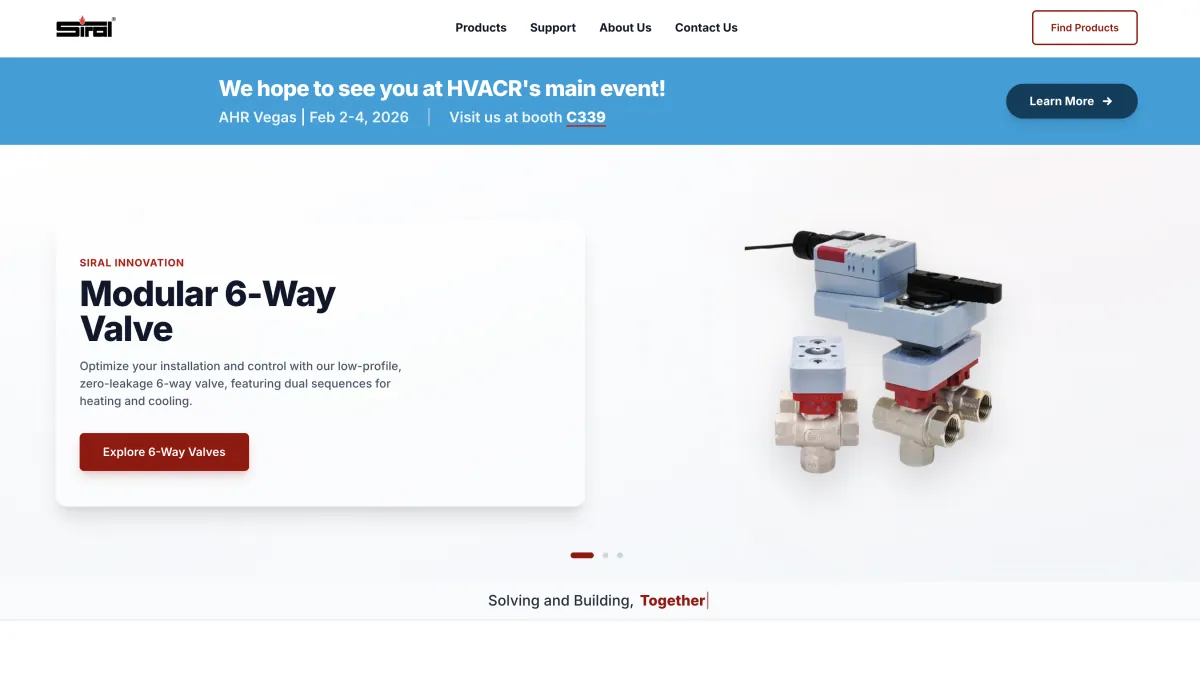 Siral®
Products
Support
About Us
Contact Us
Find Products
We hope to see you at HVACR's main event!
AHR Vegas | Feb 2-4, 2026 | Visit us at booth C339
Learn More →
SIRAL INNOVATION
Modular 6-Way
Valve
Optimize your installation and control with our low-profile,
zero-leakage 6-way valve, featuring dual sequences for
heating and cooling.
Explore 6-Way Valves
Solving and Building, Together|